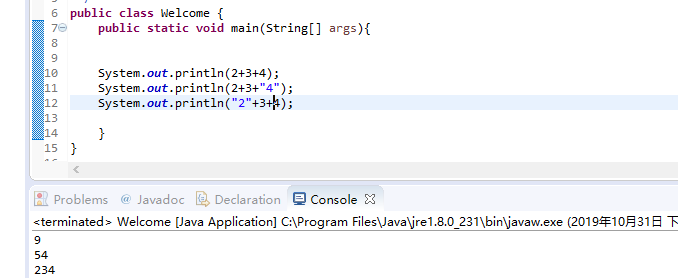 6 public class Welcome {
7 public static void main(String[] args){
8
9
10 System.out.println(2+3+4);
11 System.out.println(2+3+"4");
12 System.out.println("2"+3+4);
13
14 }
15 }
Problems @ Javadoc Declaration Console
<terminated> Welcome [Java Application] C:\Program Files\Java\jre1.8.0_231\bin\javaw.exe (2019年10月31日 下
9
54
234